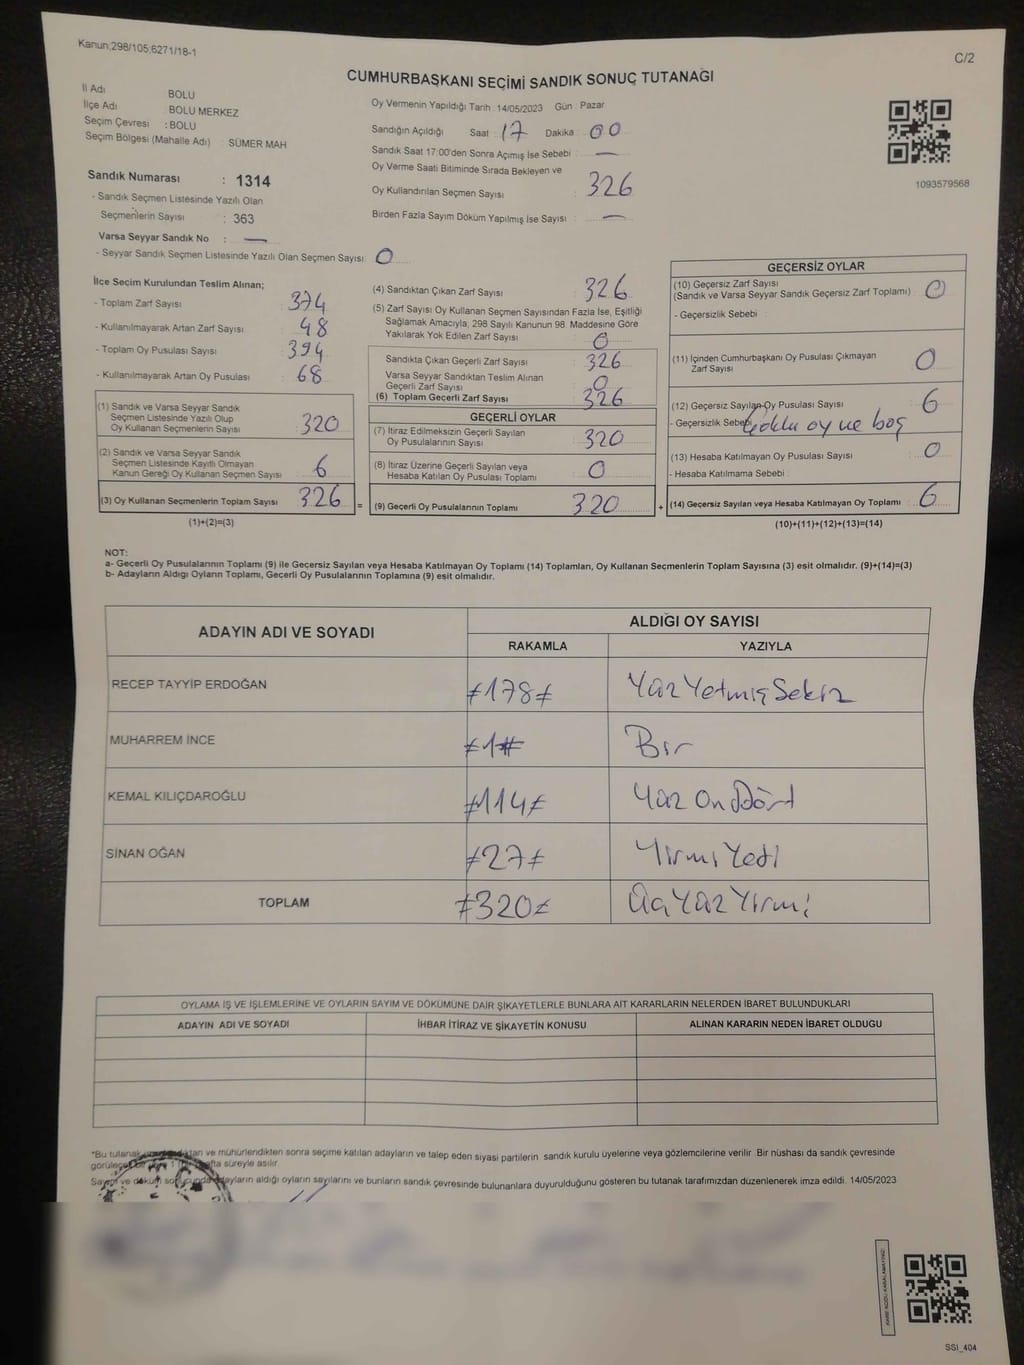 Kanun;298/105;6271/18-1
C/2
CUMHURBAŞKANI SEÇİMİ SANDIK SONUÇ TUTANAĞI
İl Adı BOLU
İlçe Adı BOLU MERKEZ
Seçim Çevresi : BOLU
Seçim Bölgesi (Mahalle Adı) : SÜMER MAH
Oy Vermenin Yapıldığı Tarih : 14/05/2023 Gün : Pazar
Sandığın Açıldığı Saat : 17 Dakika : 00
Sandık Saat 17:00'den Sonra Açımış İse Sebebi : —
Oy Verme Saati Bitiminde Sırada Bekleyen ve
Oy Kullandırılan Seçmen Sayısı : 326
Birden Fazla Sayım Döküm Yapılmış İse Sayısı : —
1093579568
Sandık Numarası : 1314
- Sandık Seçmen Listesinde Yazılı Olan
Seçmenlerin Sayısı : 363
Varsa Seyyar Sandık No : —
- Seyyar Sandık Seçmen Listesinde Yazılı Olan Seçmen Sayısı : 0
İlçe Seçim Kurulundan Teslim Alınan;
- Toplam Zarf Sayısı : 374
- Kullanılmayarak Artan Zarf Sayısı : 48
- Toplam Oy Pusulası Sayısı : 394
- Kullanılmayarak Artan Oy Pusulası : 68
(1) Sandık ve Varsa Seyyar Sandık
Seçmen Listesinde Yazılı Olup
Oy Kullanan Seçmenlerin Sayısı : 320
(2) Sandık ve Varsa Seyyar Sandık
Seçmen Listesinde Kayıtlı Olmayan
Kanun Gereği Oy Kullanan Seçmen Sayısı : 6
(3) Oy Kullanan Seçmenlerin Toplam Sayısı : 326 =
(1)+(2)=(3)
(4) Sandıktan Çıkan Zarf Sayısı : 326
(5) Zarf Sayısı Oy Kullanan Seçmen Sayısından Fazla İse, Eşitliği
Sağlamak Amacıyla, 298 Sayılı Kanunun 98. Maddesine Göre
Yakılarak Yok Edilen Zarf Sayısı : 0
Sandıkta Çıkan Geçerli Zarf Sayısı : 326
Varsa Seyyar Sandıktan Teslim Alınan
Geçerli Zarf Sayısı : 0
(6) Toplam Geçerli Zarf Sayısı : 326
GEÇERLİ OYLAR
(7) İtiraz Edilmeksizin Geçerli Sayılan
Oy Pusulalarının Sayısı : 320
(8) İtiraz Üzerine Geçerli Sayılan veya
Hesaba Katılan Oy Pusulası Toplamı : 0
(9) Geçerli Oy Pusulalarının Toplamı : 320 +
GEÇERSİZ OYLAR
(10) Geçersiz Zarf Sayısı
(Sandık ve Varsa Seyyar Sandık Geçersiz Zarf Toplamı) : 0
- Geçersizlik Sebebi :
(11) İçinden Cumhurbaşkanı Oy Pusulası Çıkmayan
Zarf Sayısı : 0
(12) Geçersiz Sayılan Oy Pusulası Sayısı : 6
- Geçersizlik Sebebi oy ve boş
(13) Hesaba Katılmayan Oy Pusulası Sayısı : 0
- Hesaba Katılmama Sebebi :
(14) Geçersiz Sayılan veya Hesaba Katılmayan Oy Toplamı : 6
(10)+(11)+(12)+(13)=(14)
NOT:
a- Geçerli Oy Pusulalarının Toplamı (9) ile Geçersiz Sayılan veya Hesaba Katılmayan Oy Toplamı (14) Toplamları, Oy Kullanan Seçmenlerin Toplam Sayısına (3) eşit olmalıdır. (9)+(14)=(3)
b- Adayların Aldığı Oyların Toplamı, Geçerli Oy Pusulalarının Toplamına (9) eşit olmalıdır.
ADAYIN ADI VE SOYADI
ALDIĞI OY SAYISI
RAKAMLA YAZIYLA
RECEP TAYYİP ERDOĞAN ≠178≠ Yüz Yetmiş Sekiz
MUHARREM İNCE ≠1≠ Bir
KEMAL KILIÇDAROĞLU ≠114≠ Yüz On Dört
SİNAN OĞAN ≠27≠ Yirmi Yedi
TOPLAM ≠320≠ Üç Yüz Yirmi
OYLAMA İŞ VE İŞLEMLERİNE VE OYLARIN SAYIM VE DÖKÜMÜNE DAİR ŞİKAYETLERLE BUNLARA AİT KARARLARIN NELERDEN İBARET BULUNDUKLARI
ADAYIN ADI VE SOYADI İHBAR İTİRAZ VE ŞİKAYETİN KONUSU ALINAN KARARIN NEDEN İBARET OLDUĞU
*Bu tutanak ve mühürlendikten sonra seçime katılan adayların ve talep eden siyasi partilerin sandık kurulu üyelerine veya gözlemcilerine verilir. Bir nüshası da sandık çevresinde
süreyle asılır.
Sayım ve döküm sonucunda adayların aldığı oyların sayılarını ve bunların sandık çevresinde bulunanlara duyurulduğunu gösteren bu tutanak tarafımızdan düzenlenerek imza edildi. 14/05/2023
KARE KODU KARALAMAYINIZ!
SSI_404